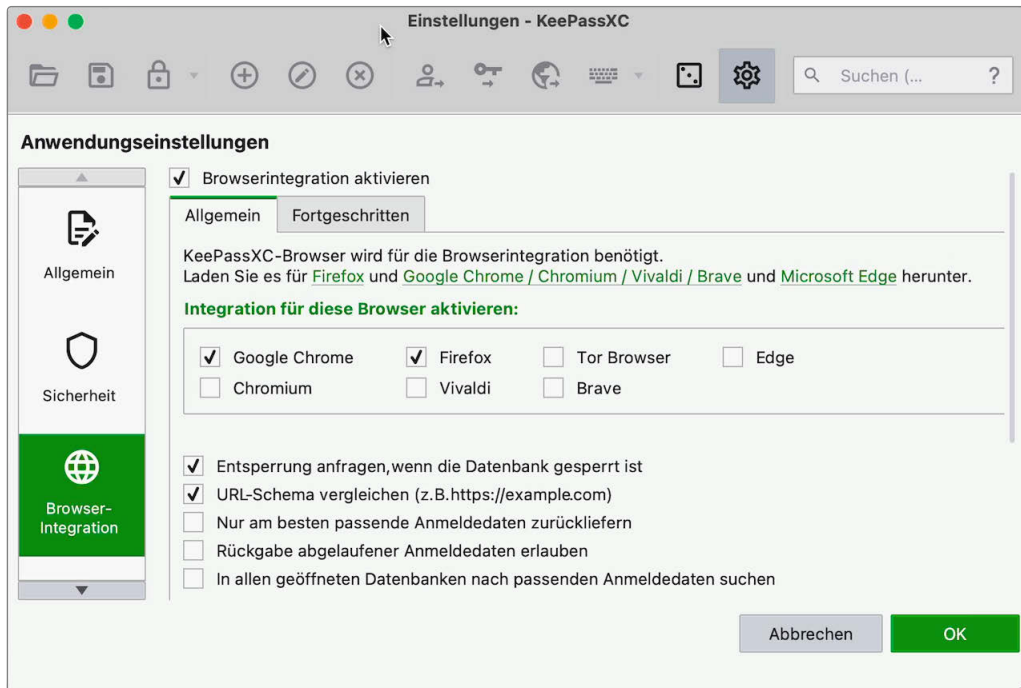 Einstellungen - KeePassXC
Suchen (... ?
Anwendungseinstellungen
Allgemein
Sicherheit
Browser-
Integration
Browserintegration aktivieren
Allgemein Fortgeschritten
KeePassXC-Browser wird für die Browserintegration benötigt.
Laden Sie es für Firefox und Google Chrome / Chromium / Vivaldi / Brave und Microsoft Edge herunter.
Integration für diese Browser aktivieren:
Google Chrome Firefox Tor Browser Edge
Chromium Vivaldi Brave
Entsperrung anfragen,wenn die Datenbank gesperrt ist
URL-Schema vergleichen (z.B.https://example.com)
Nur am besten passende Anmeldedaten zurückliefern
Rückgabe abgelaufener Anmeldedaten erlauben
In allen geöffneten Datenbanken nach passenden Anmeldedaten suchen
Abbrechen OK